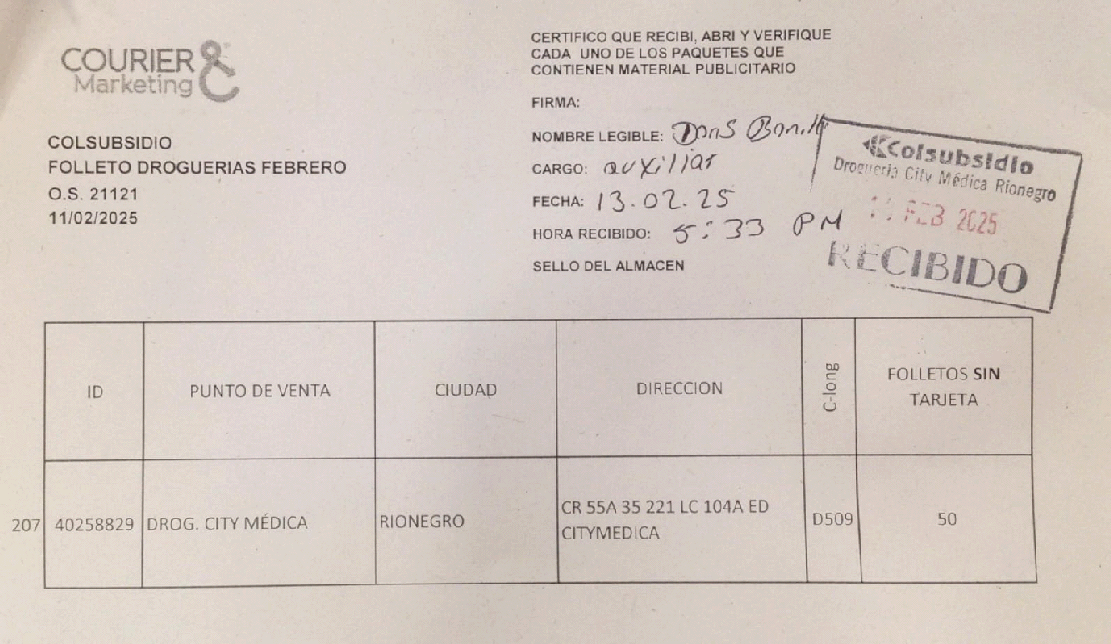 COURIER &
Marketing
COLSUBSIDIO
FOLLETO DROGUERIAS FEBRERO
O.S. 21121
11/02/2025
CERTIFICO QUE RECIBI, ABRI Y VERIFIQUE
CADA UNO DE LOS PAQUETES QUE
CONTIENEN MATERIAL PUBLICITARIO
FIRMA:
NOMBRE LEGIBLE:
CARGO: auxiliar
FECHA: 13.02.25
HORA RECIBIDO: 5:33 PM
SELLO DEL ALMACEN
Colsubsidio
Droguería City Médica Rionegro
FEB 2025
RECIBIDO
ID PUNTO DE VENTA CIUDAD DIRECCION C-long FOLLETOS SIN TARJETA
207 40258829 DROG. CITY MÉDICA RIONEGRO CR 55A 35 221 LC 104A ED CITYMEDICA D509 50